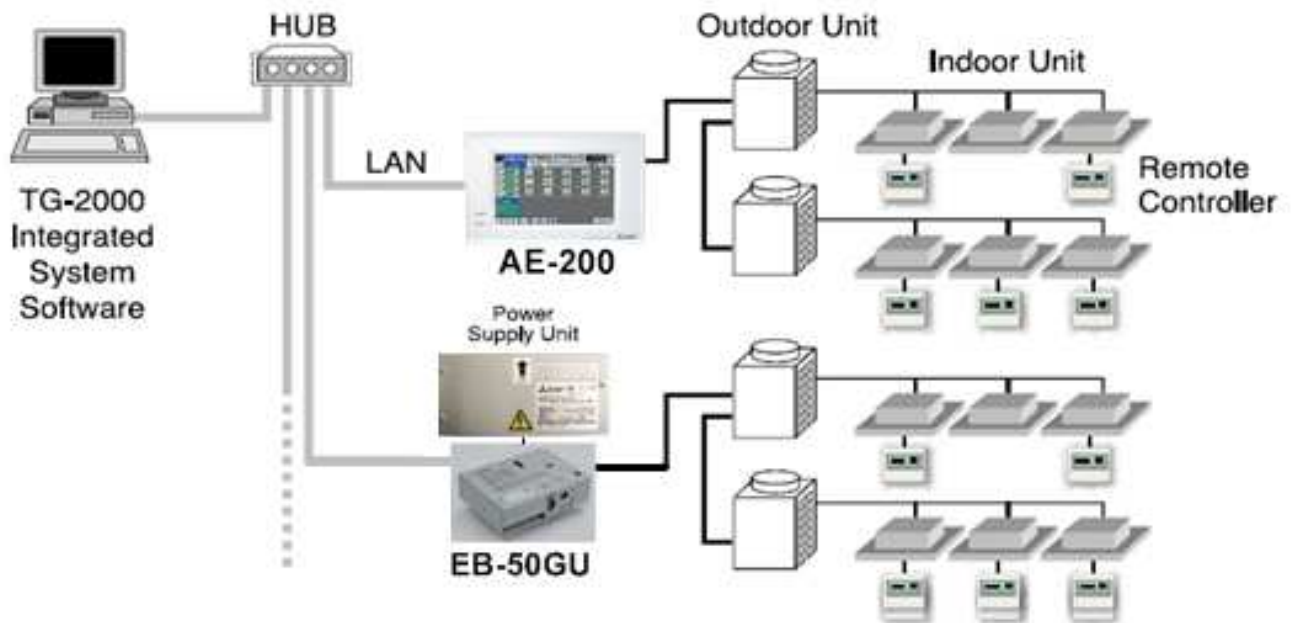 HUB
Outdoor Unit
Indoor Unit
LAN
Remote
Controller
TG-2000
Integrated
System
Software
AE-200
Power
Supply Unit
EB-50GU